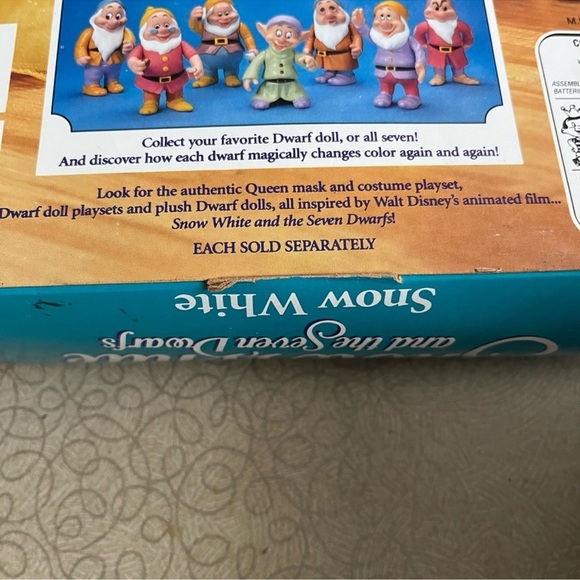 Collect your favorite Dwarf doll, or all seven!
And discover how each dwarf magically changes color again and again!
Look for the authentic Queen mask and costume playset,
Dwarf doll playsets and plush Dwarf dolls, all inspired by Walt Disney's animated film...
Snow White and the Seven Dwarfs!
EACH SOLD SEPARATELY
Snow White
and the Seven Dwarfs
M
C
ASSEMBL
BATTERI